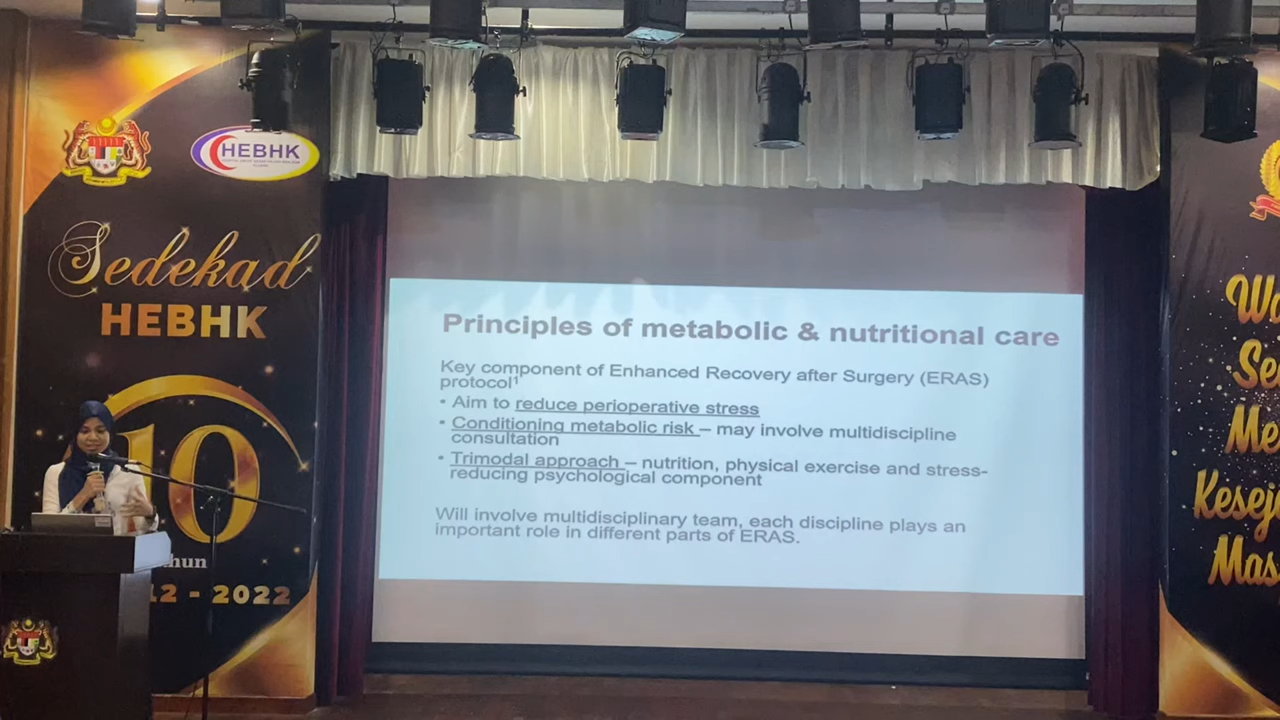 HEBHK
Sedekad
HEBHK
10
hun
12 - 2022
Principles of metabolic & nutritional care
Key component of Enhanced Recovery after Surgery (ERAS)
protocol¹
• Aim to reduce perioperative stress
• Conditioning metabolic risk – may involve multidiscipline
consultation
• Trimodal approach – nutrition, physical exercise and stress-
reducing psychological component
Will involve multidisciplinary team, each discipline plays an
important role in different parts of ERAS.
Wa
Se
Me
Kesej
Mas